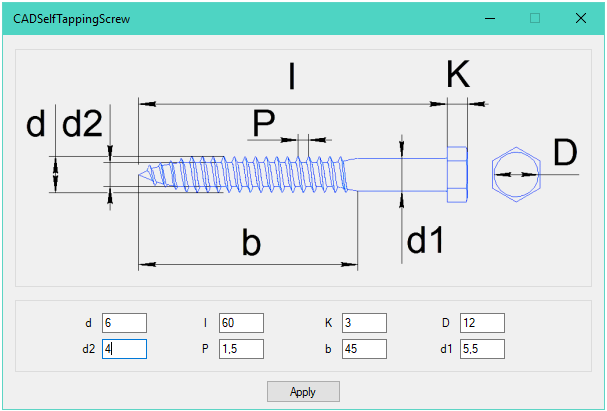 CADSelfTappingScrew
l K
d d2 P D
b d1
d 6 l 60 K 3 D 12
d2 4 P 1,5 b 45 d1 5,5
Apply